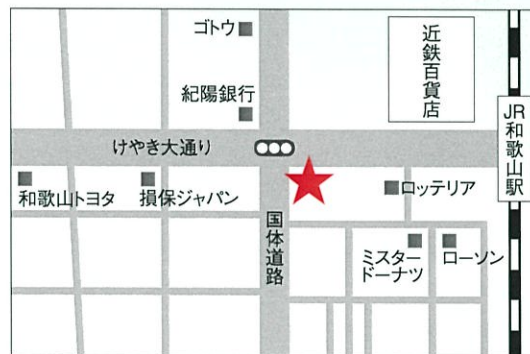 ゴトウ
近鉄百貨店
紀陽銀行
JR和歌山駅
けやき大通り
和歌山トヨタ
損保ジャパン
ロッテリア
国体道路
ミスター
ドーナツ
ローソン